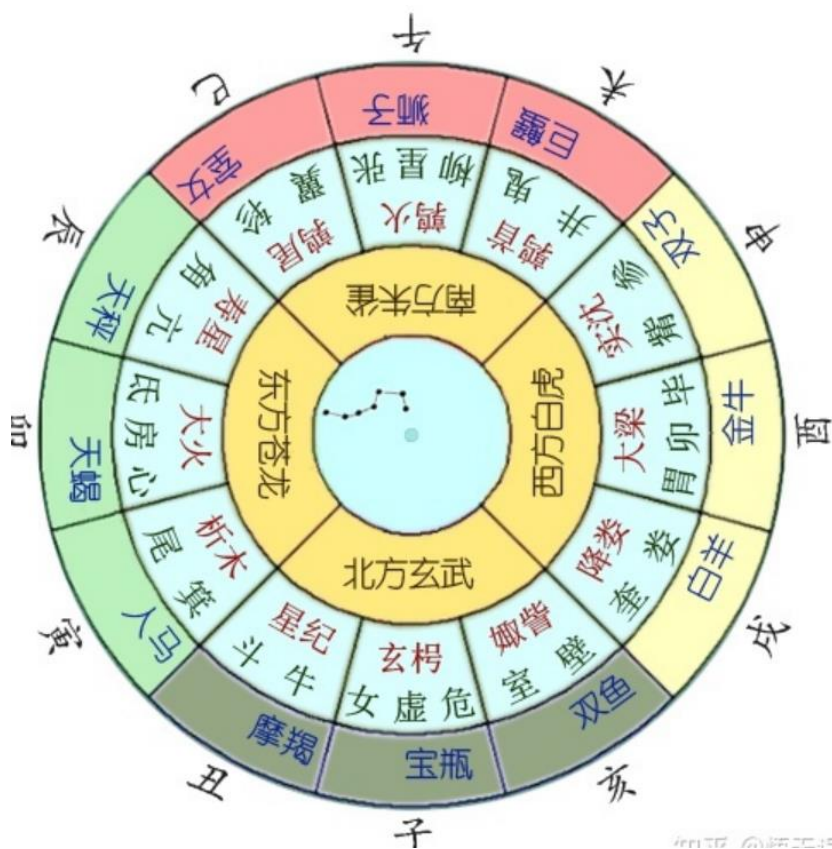 午
未
申
酉
戌
亥
子
丑
寅
卯
辰
巳
狮子
巨蟹
双子
金牛
白羊
双鱼
宝瓶
摩羯
人马
天蝎
天秤
室女
张星柳
鬼井
参觜
胃卯毕
奎娄
室壁
女虚危
斗牛
尾箕
氐房心
角亢
轸翼
鹑火
鹑首
实沈
大梁
降娄
娵訾
玄枵
星纪
析木
大火
寿星
鹑尾
南方朱雀
西方白虎
北方玄武
东方苍龙
知乎